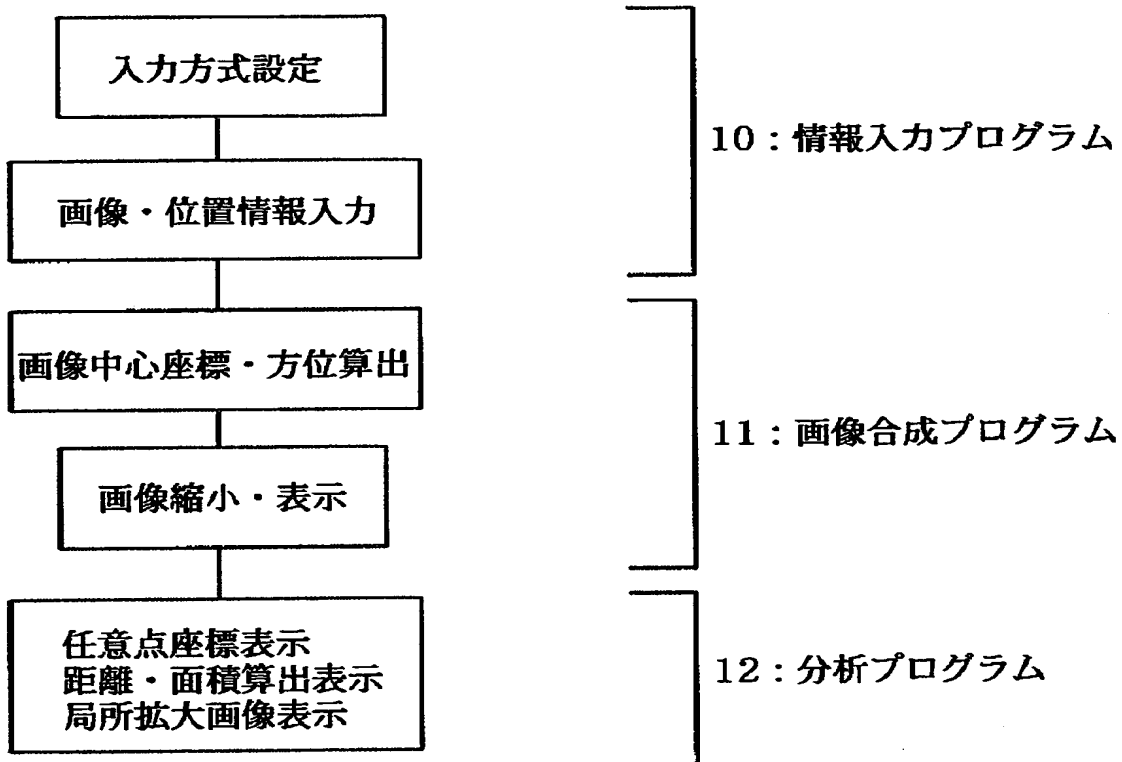 入力方式設定
画像・位置情報入力
画像中心座標・方位算出
画像縮小・表示
任意点座標表示
距離・面積算出表示
局所拡大画像表示
10：情報入力プログラム
11：画像合成プログラム
12：分析プログラム